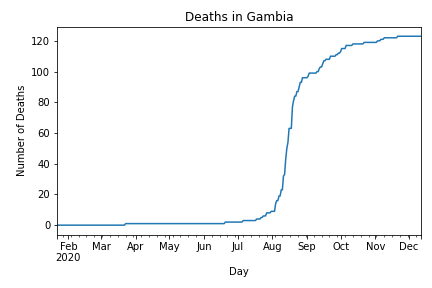 Deaths in Gambia
Number of Deaths
120
100
80
60
40
20
0
Feb Mar Apr May Jun Jul Aug Sep Oct Nov Dec
2020
Day